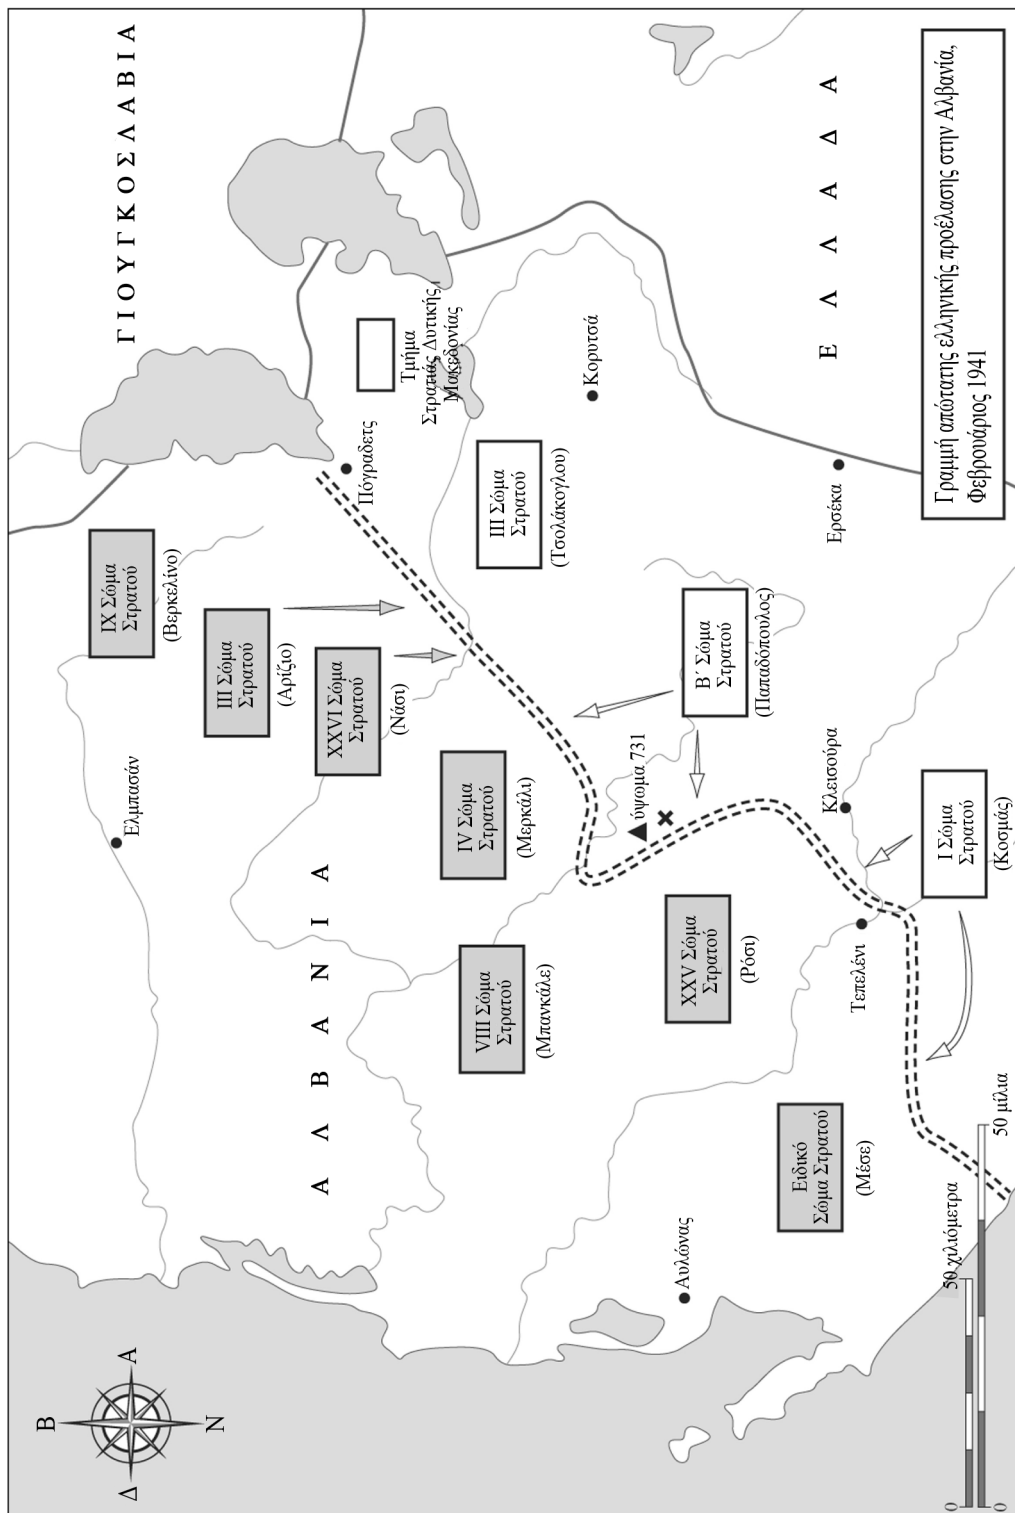 ΓΙΟΥΓΚΟΣΛΑΒΙΑ
ΑΛΒΑΝΙΑ
ΕΛΛΑΔΑ
Β
Δ
Α
Ν
Ελμπασάν
ΙΧ Σώμα
Στρατού
(Βερκελίνο)
ΙΙΙ Σώμα
Στρατού
(Αρίζιο)
XXVI Σώμα
Στρατού
(Νάσι)
IV Σώμα
Στρατού
(Μερκάλι)
VIII Σώμα
Στρατού
(Μπανκάλε)
XXV Σώμα
Στρατού
(Ρόσι)
Ειδικό
Σώμα Στρατού
(Μέσε)
Πόγραδετς
Τμήμα
Στρατιάς Δυτικής
Μακεδονίας
ΙΙΙ Σώμα
Στρατού
(Τσολάκογλου)
Κορυτσά
Β΄ Σώμα
Στρατού
(Παπαδόπουλος)
ύψωμα 731
Ερσέκα
Κλεισούρα
Τεπελένι
Ι Σώμα
Στρατού
(Κοσμάς)
Αυλώνας
0
50 χιλιόμετρα
0
50 μίλια
Γραμμή απώτατης ελληνικής προέλασης στην Αλβανία,
Φεβρουάριος 1941